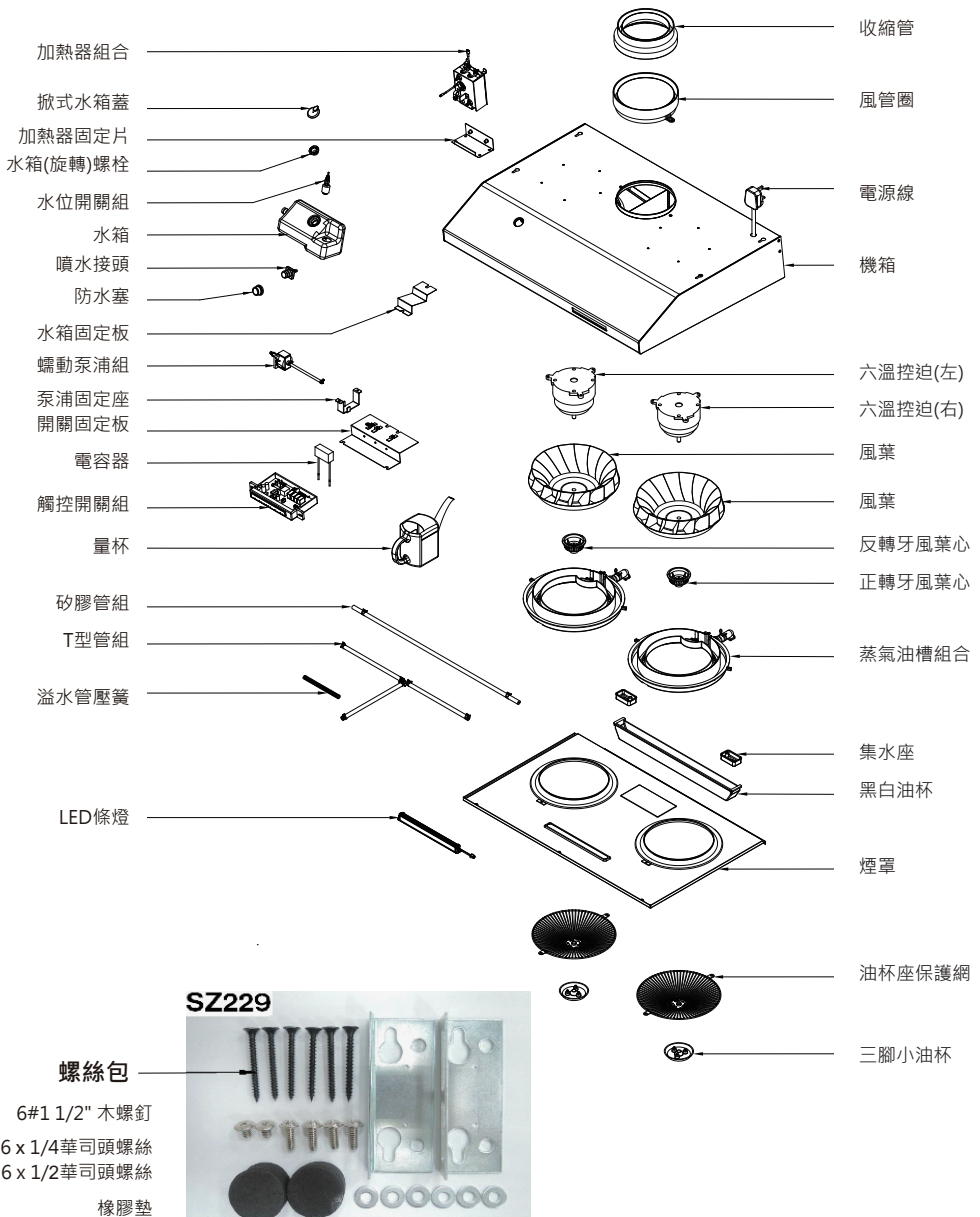 加熱器組合
掀式水箱蓋
加熱器固定片
水箱(旋轉)螺栓
水位開關組
水箱
噴水接頭
防水塞
水箱固定板
蠕動泵浦組
泵浦固定座
開關固定板
電容器
觸控開關組
量杯
矽膠管組
T型管組
溢水管壓簧
LED條燈
收縮管
風管圈
電源線
機箱
六溫控迫(左)
六溫控迫(右)
風葉
風葉
反轉牙風葉心
正轉牙風葉心
蒸氣油槽組合
集水座
黑白油杯
煙罩
油杯座保護網
三腳小油杯
SZ229
螺絲包
6#1 1/2" 木螺釘
6 x 1/4華司頭螺絲
6 x 1/2華司頭螺絲
橡膠墊